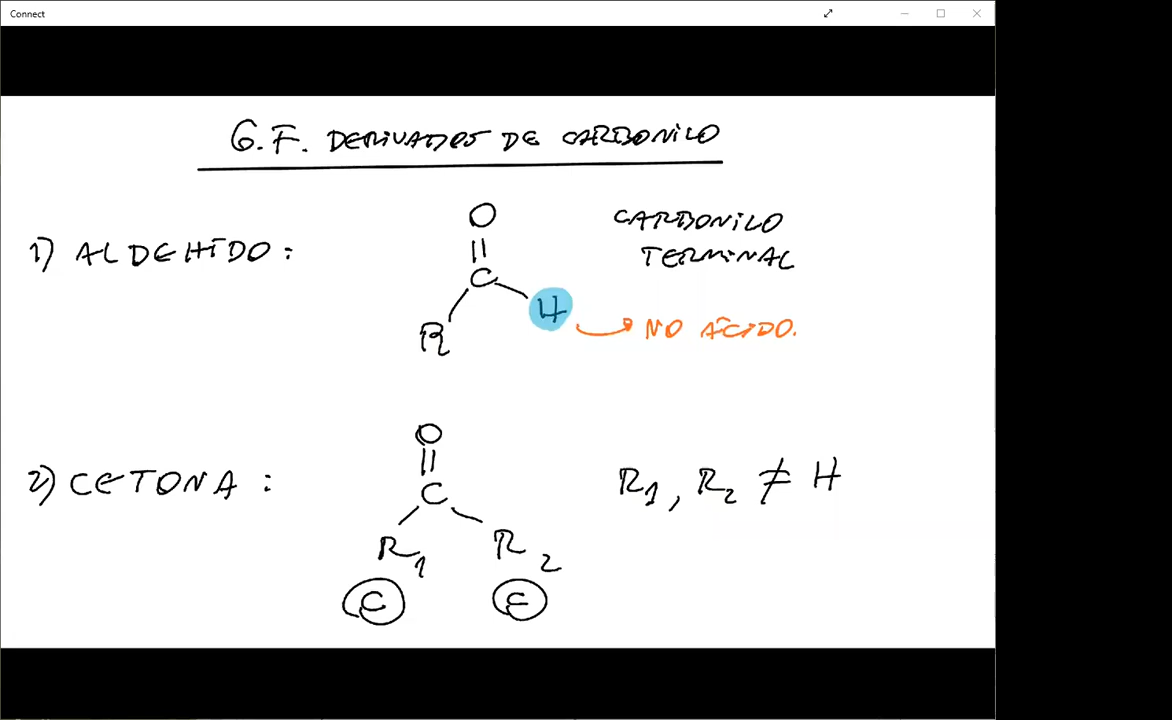 Connect
G.F. DERIVADOS DE CARBONILO
1) ALDEHIDO:
O
C
R
H
CARBONILO
TERMINAL
NO ÁCIDO.
2) CETONA:
O
C
R1
R2
C
C
R1, R2 ≠ H